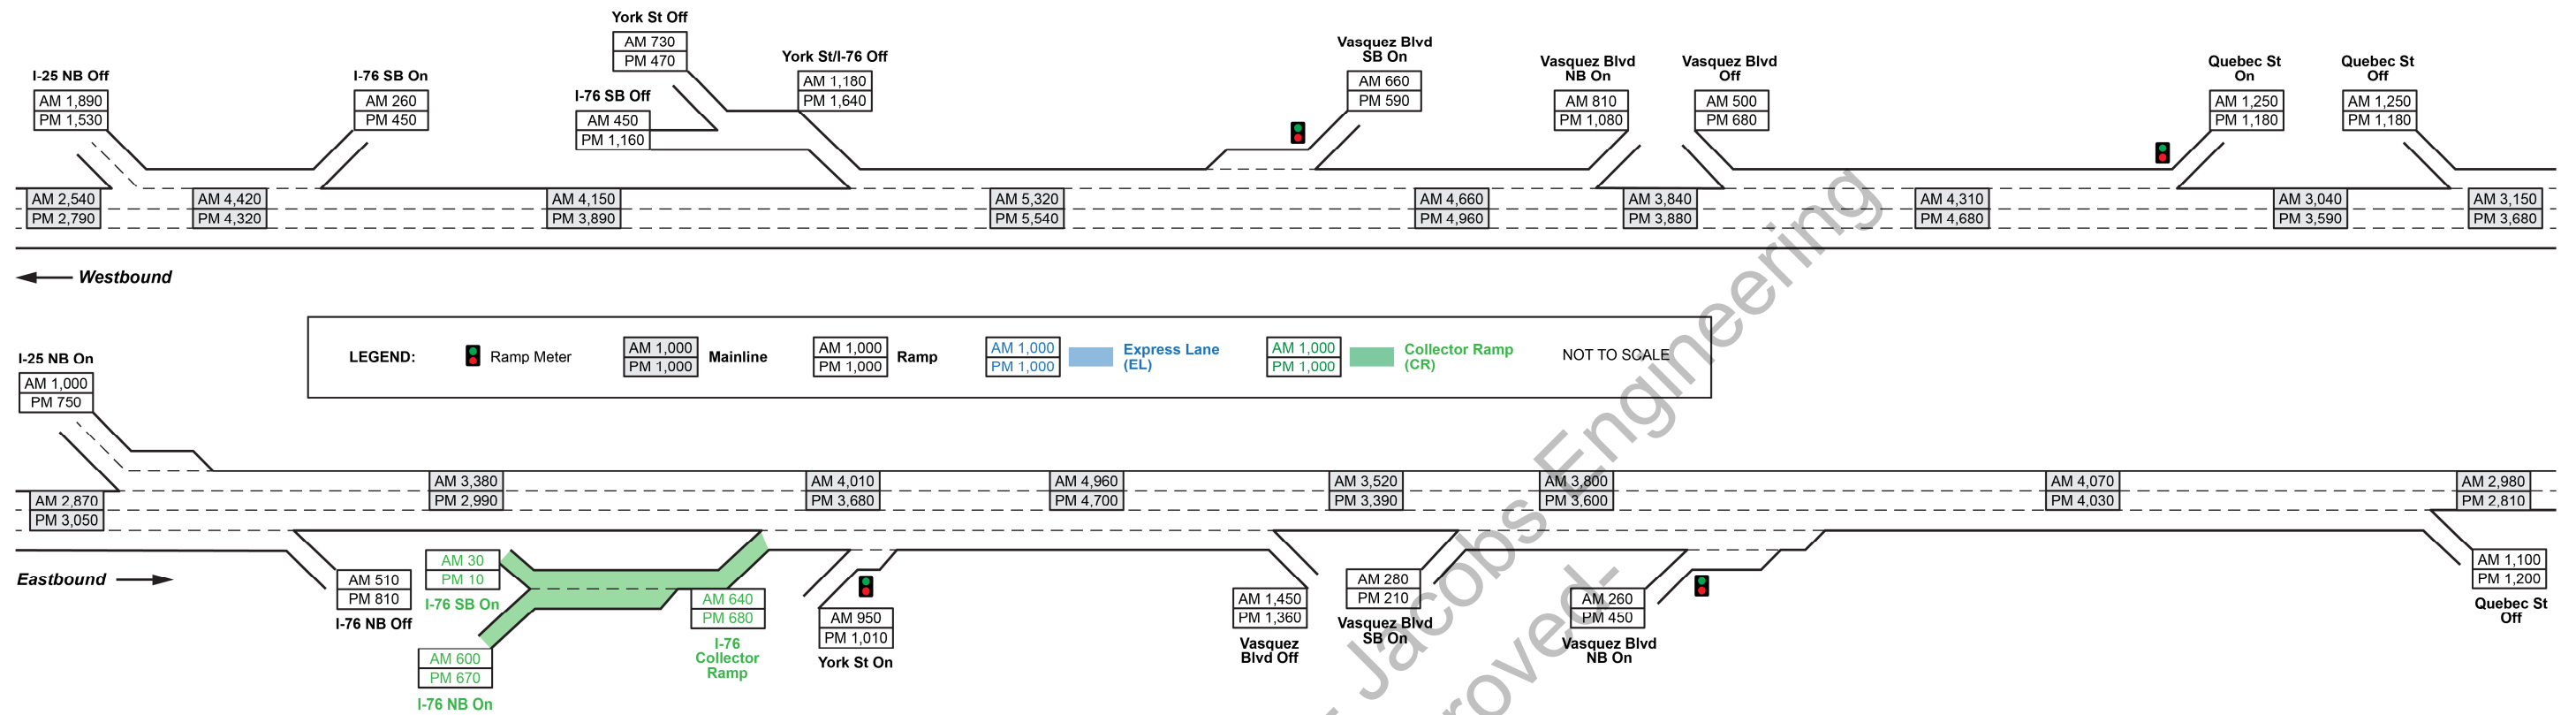 York St Off
AM 730
PM 470
York St/I-76 Off
AM 1,180
PM 1,640
I-25 NB Off
AM 1,890
PM 1,530
I-76 SB On
AM 260
PM 450
I-76 SB Off
AM 450
PM 1,160
Vasquez Blvd
SB On
AM 660
PM 590
Vasquez Blvd
NB On
AM 810
PM 1,080
Vasquez Blvd
Off
AM 500
PM 680
Quebec St
On
AM 1,250
PM 1,180
Quebec St
Off
AM 1,250
PM 1,180
AM 2,540
PM 2,790
AM 4,420
PM 4,320
AM 4,150
PM 3,890
AM 5,320
PM 5,540
AM 4,660
PM 4,960
AM 3,840
PM 3,880
AM 4,310
PM 4,680
AM 3,040
PM 3,590
AM 3,150
PM 3,680
Westbound
LEGEND:
Ramp Meter
AM 1,000
PM 1,000
Mainline
AM 1,000
PM 1,000
Ramp
AM 1,000
PM 1,000
Express Lane
(EL)
AM 1,000
PM 1,000
Collector Ramp
(CR)
NOT TO SCALE
I-25 NB On
AM 1,000
PM 750
AM 2,870
PM 3,050
AM 3,380
PM 2,990
AM 4,010
PM 3,680
AM 4,960
PM 4,700
AM 3,520
PM 3,390
AM 3,800
PM 3,600
AM 4,070
PM 4,030
AM 2,980
PM 2,810
Eastbound
AM 510
PM 810
I-76 NB Off
AM 30
PM 10
I-76 SB On
AM 600
PM 670
I-76 NB On
AM 640
PM 680
I-76
Collector
Ramp
AM 950
PM 1,010
York St On
AM 1,450
PM 1,360
Vasquez
Blvd Off
AM 280
PM 210
Vasquez Blvd
SB On
AM 260
PM 450
Vasquez Blvd
NB On
AM 1,100
PM 1,200
Quebec St
Off
Jacobs Engineering